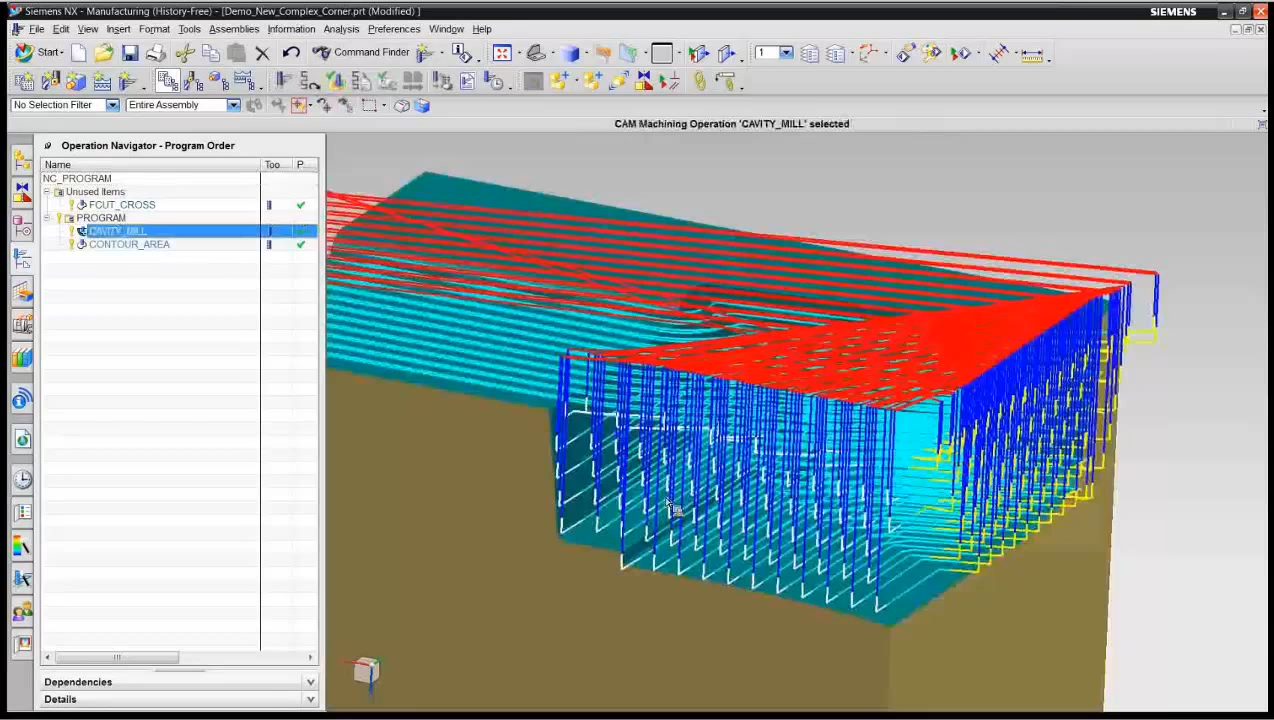 Siemens NX - Manufacturing (History-Free) - [Demo_New_Complex_Corner.prt (Modified) ]
SIEMENS
File Edit View Insert Format Tools Assemblies Information Analysis Preferences Window Help
Start Command Finder
1
No Selection Filter Entire Assembly
CAM Machining Operation 'CAVITY_MILL' selected
Operation Navigator - Program Order
Name Too... P...
NC_PROGRAM
Unused Items
FCUT_CROSS
PROGRAM
CAVITY_MILL
CONTOUR_AREA
Dependencies
Details